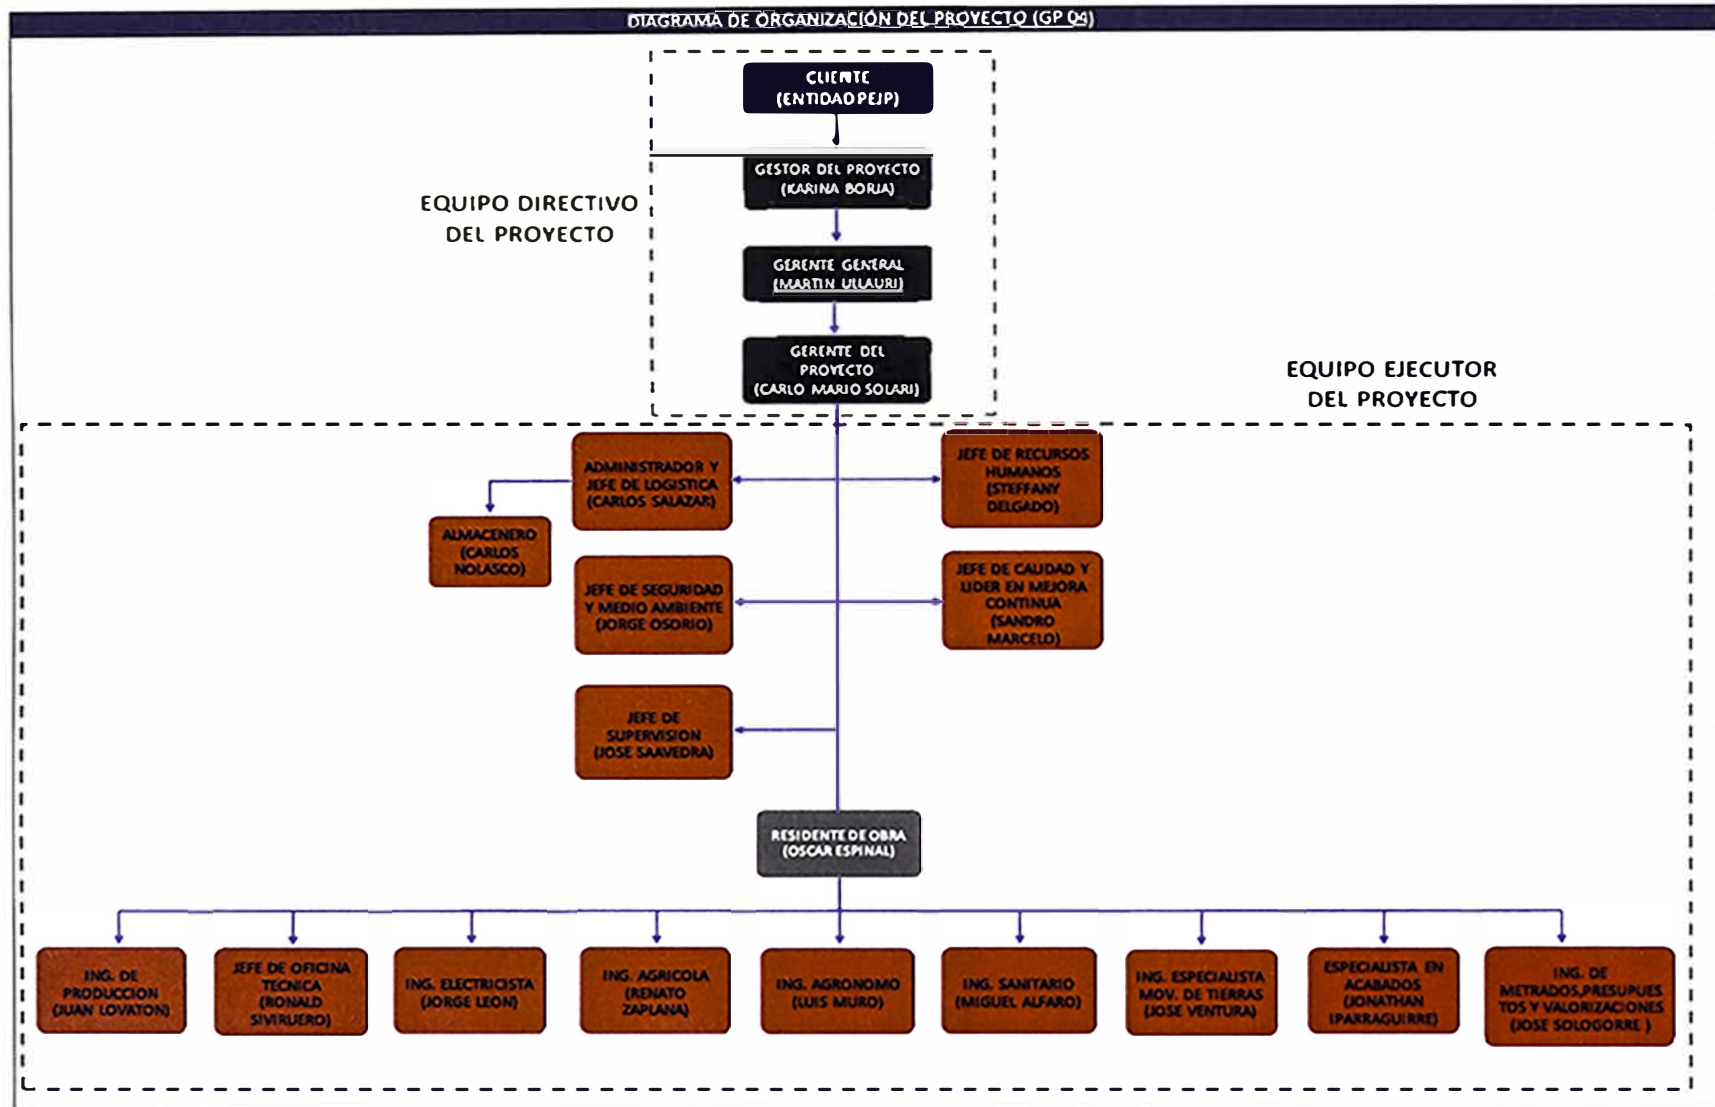 DIAGRAMA DE ORGANIZACIÓN DEL PROYECTO (GP 04)
CLIENTE
(ENTIDAD PEJP)
GESTOR DEL PROYECTO
(KARINA BORJA)
EQUIPO DIRECTIVO
DEL PROYECTO
GERENTE GENERAL
(MARTIN ULLAURI)
GERENTE DEL
PROYECTO
(CARLO MARIO SOLARI)
EQUIPO EJECUTOR
DEL PROYECTO
ADMINISTRADOR Y
JEFE DE LOGISTICA
(CARLOS SALAZAR)
JEFE DE RECURSOS
HUMANOS
(STEFFANY
DELGADO)
ALMACENERO
(CARLOS
NOLASCO)
JEFE DE SEGURIDAD
Y MEDIO AMBIENTE
(JORGE OSORIO)
JEFE DE CALIDAD Y
LIDER EN MEJORA
CONTINUA
(SANDRO
MARCELO)
JEFE DE
SUPERVISION
(JOSE SAAVEDRA)
RESIDENTE DE OBRA
(OSCAR ESPINAL)
ING. DE
PRODUCCION
(JUAN LOVATON)
JEFE DE OFICINA
TECNICA
(RONALD
SIVIRUERO)
ING. ELECTRICISTA
(JORGE LEON)
ING. AGRICOLA
(RENATO
ZAPLANA)
ING. AGRONOMO
(LUIS MURO)
ING. SANITARIO
(MIGUEL ALFARO)
ING. ESPECIALISTA
MOV. DE TIERRAS
(JOSE VENTURA)
ESPECIALISTA EN
ACABADOS
(JONATHAN
IPARRAGUIRRE)
ING. DE
METRADOS,PRESUPUES
TOS Y VALORIZACIONES
(JOSE SOLOGORRE )